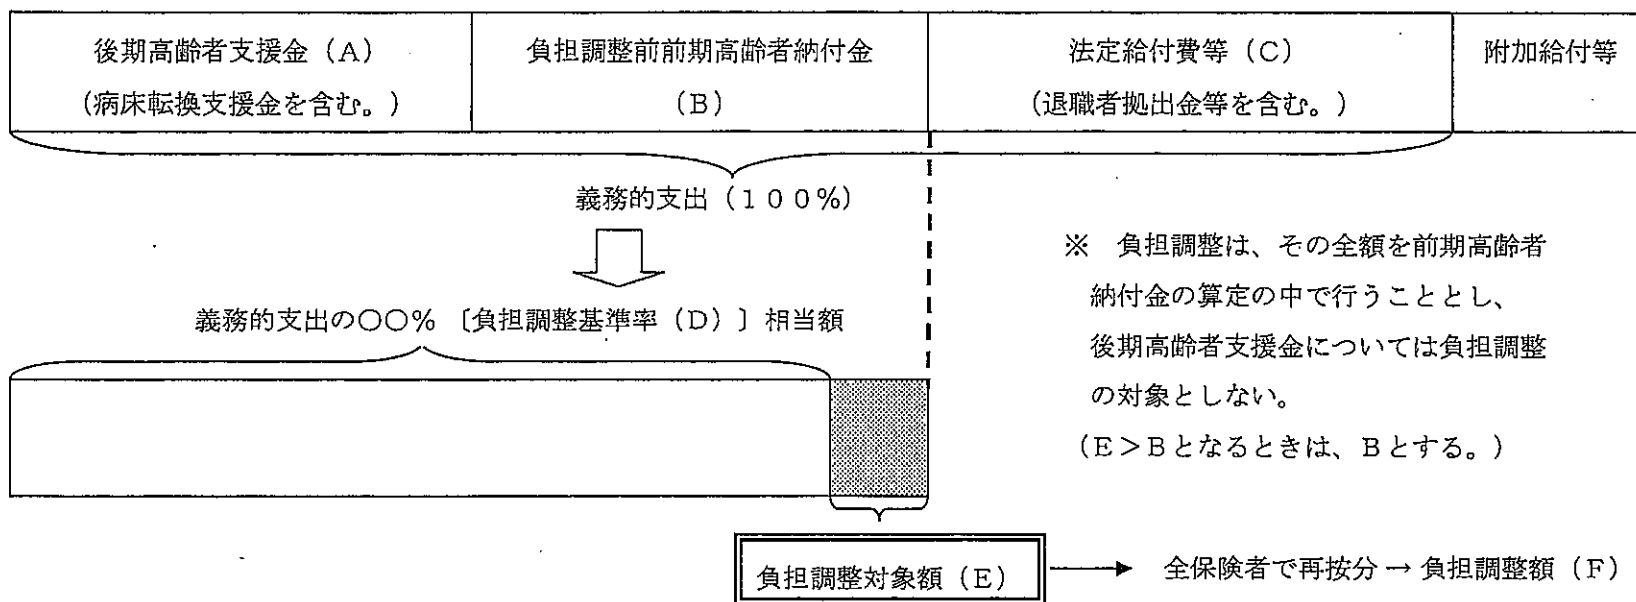 後期高齢者支援金（A）
（病床転換支援金を含む。）
負担調整前前期高齢者納付金
（B）
法定給付費等（C）
（退職者拠出金等を含む。）
附加給付等
義務的支出（１００％）
義務的支出の○○％〔負担調整基準率（D）〕相当額
※　負担調整は、その全額を前期高齢者
納付金の算定の中で行うこととし、
後期高齢者支援金については負担調整
の対象としない。
（E＞Bとなるときは、Bとする。）
負担調整対象額（E）
全保険者で再按分→負担調整額（F）